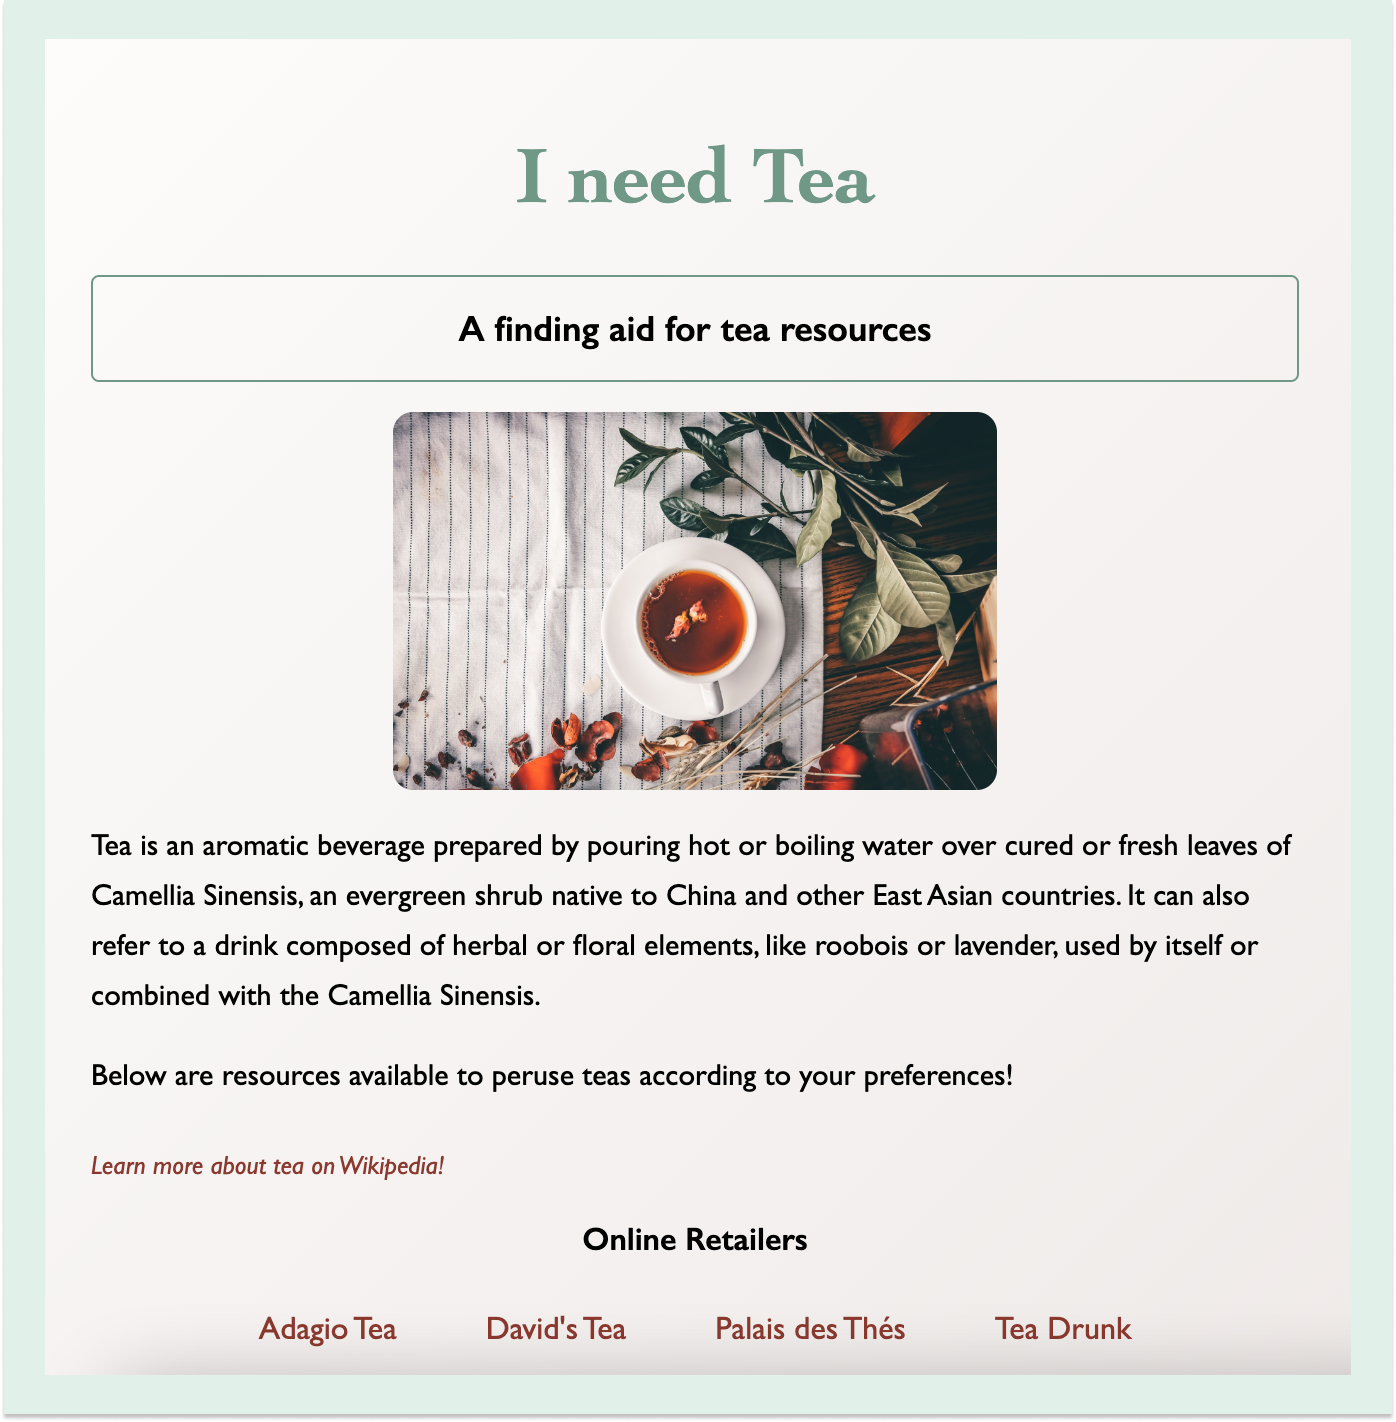 I need Tea
A finding aid for tea resources
Tea is an aromatic beverage prepared by pouring hot or boiling water over cured or fresh leaves of
Camellia Sinensis, an evergreen shrub native to China and other East Asian countries. It can also
refer to a drink composed of herbal or floral elements, like roobois or lavender, used by itself or
combined with the Camellia Sinensis.
Below are resources available to peruse teas according to your preferences!
Learn more about tea on Wikipedia!
Online Retailers
Adagio Tea David's Tea Palais des Thés Tea Drunk